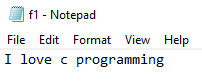 f1 - Notepad
File Edit Format View Help
I love c programming